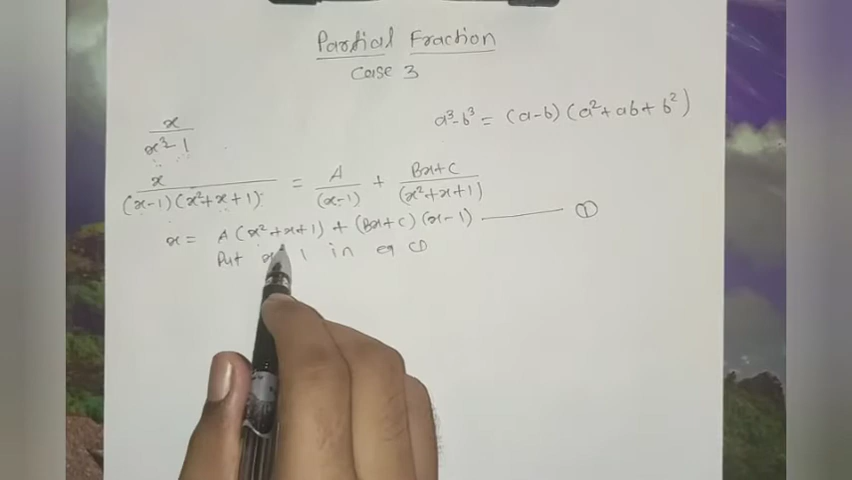 Partial Fraction
Case 3
a³-b³ = (a-b)(a²+ab+b²)
x
x³-1
x / (x-1)(x²+x+1) = A / (x-1) + Bx+C / (x²+x+1)
x = A(x²+x+1) + (Bx+C)(x-1) ——— ①
Put x 1 in eq ①